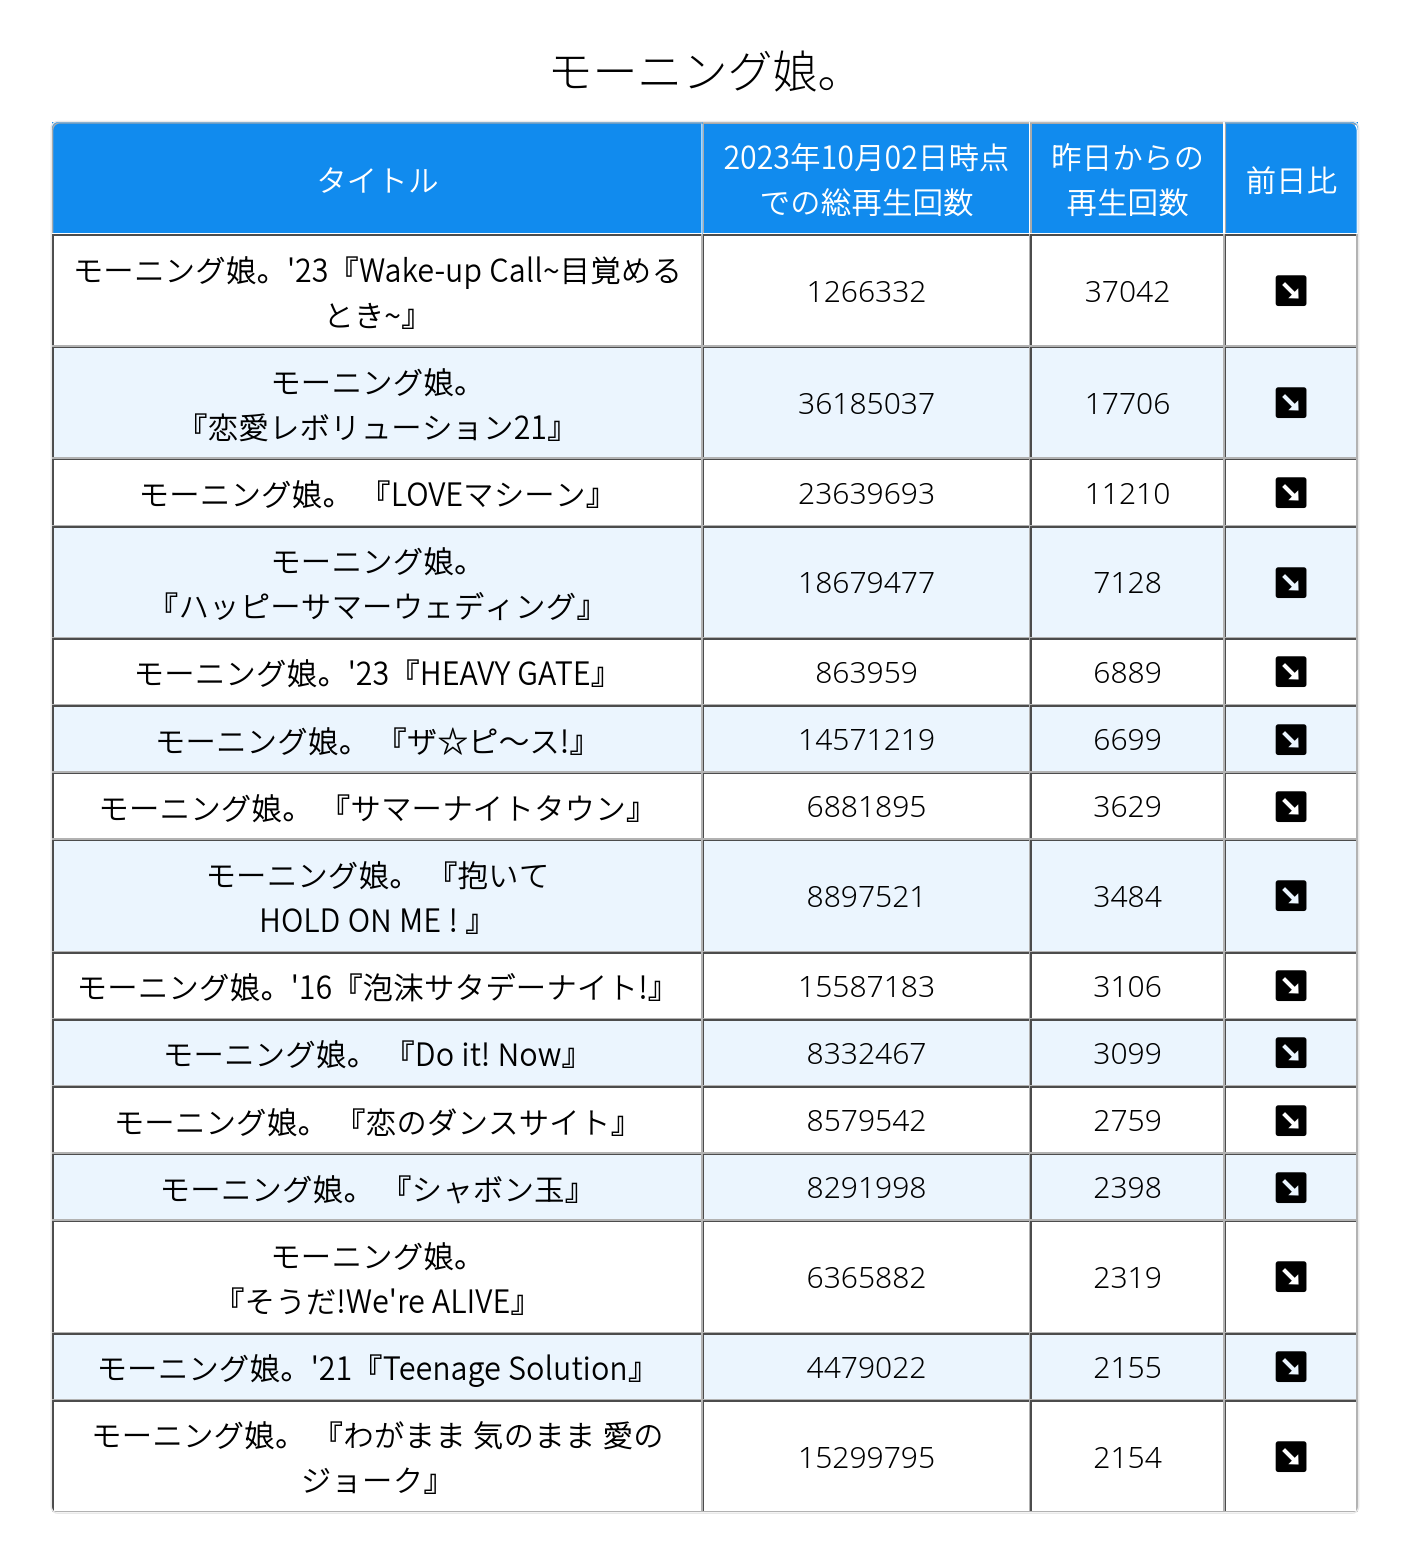 モーニング娘。
タイトル
2023年10月02日時点
での総再生回数
昨日からの
再生回数
前日比
モーニング娘。'23『Wake-up Call~目覚める
とき~』
1266332
37042
モーニング娘。
『恋愛レボリューション21』
36185037
17706
モーニング娘。 『LOVEマシーン』
23639693
11210
モーニング娘。
『ハッピーサマーウェディング』
18679477
7128
モーニング娘。'23『HEAVY GATE』
863959
6889
モーニング娘。 『ザ☆ピ〜ス!』
14571219
6699
モーニング娘。 『サマーナイトタウン』
6881895
3629
モーニング娘。 『抱いて
HOLD ON ME ! 』
8897521
3484
モーニング娘。'16『泡沫サタデーナイト!』
15587183
3106
モーニング娘。 『Do it! Now』
8332467
3099
モーニング娘。 『恋のダンスサイト』
8579542
2759
モーニング娘。 『シャボン玉』
8291998
2398
モーニング娘。
『そうだ!We're ALIVE』
6365882
2319
モーニング娘。'21『Teenage Solution』
4479022
2155
モーニング娘。 『わがまま 気のまま 愛の
ジョーク』
15299795
2154